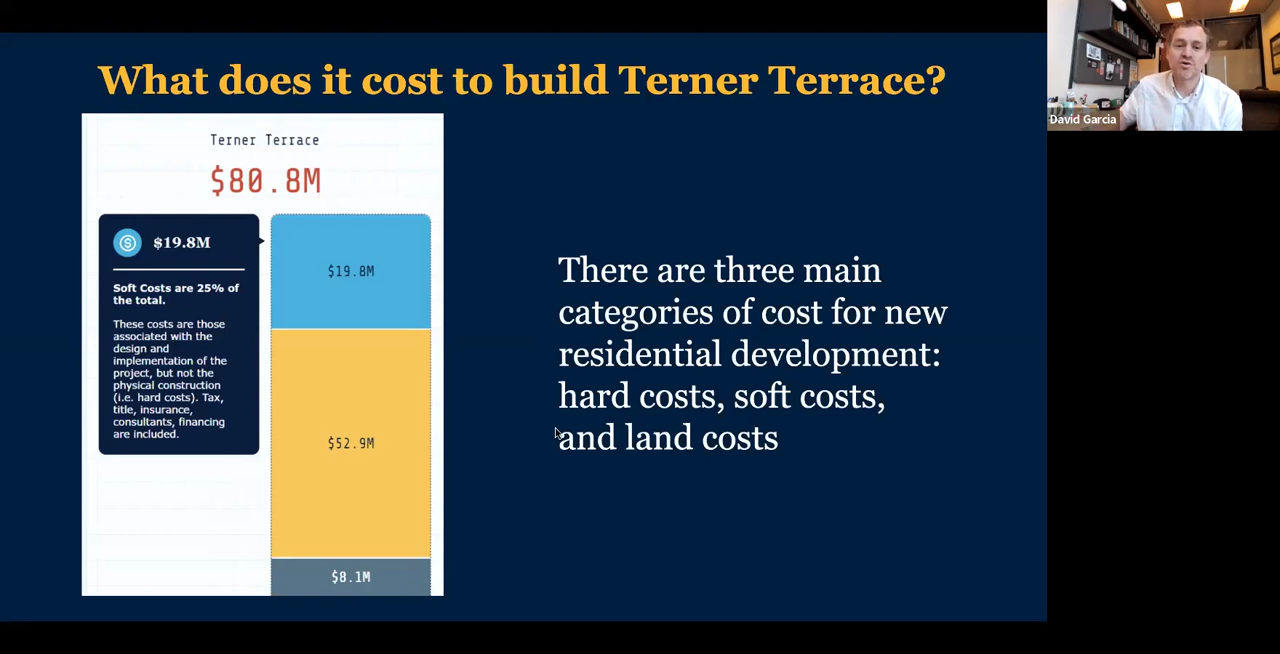 What does it cost to build Terner Terrace?
Terner Terrace
$80.8M
$19.8M
Soft Costs are 25% of
the total.
These costs are those
associated with the
design and
implementation of the
project, but not the
physical construction
(i.e. hard costs). Tax,
title, insurance,
consultants, financing
are included.
$19.8M
$52.9M
$8.1M
There are three main
categories of cost for new
residential development:
hard costs, soft costs,
and land costs
David Garcia